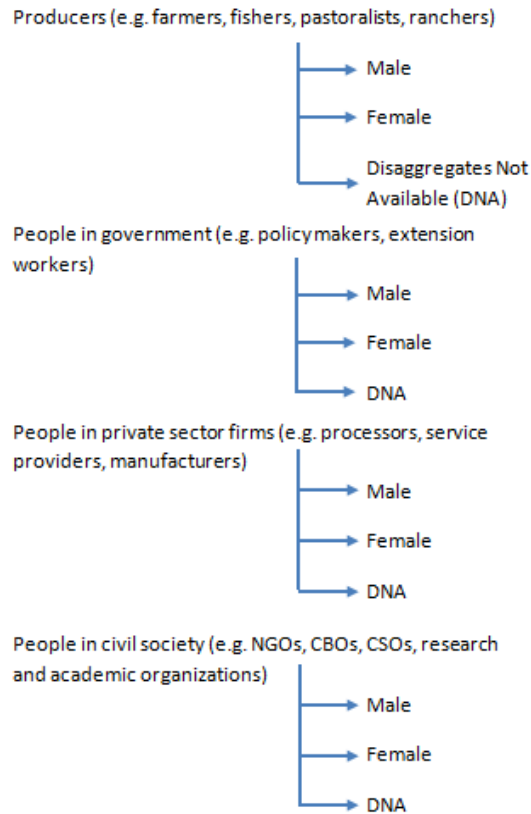 Producers (e.g. farmers, fishers, pastoralists, ranchers)
Male
Female
Disaggregates Not
Available (DNA)
People in government (e.g. policy makers, extension
workers)
Male
Female
DNA
People in private sector firms (e.g. processors, service
providers, manufacturers)
Male
Female
DNA
People in civil society (e.g. NGOs, CBOs, CSOs, research
and academic organizations)
Male
Female
DNA